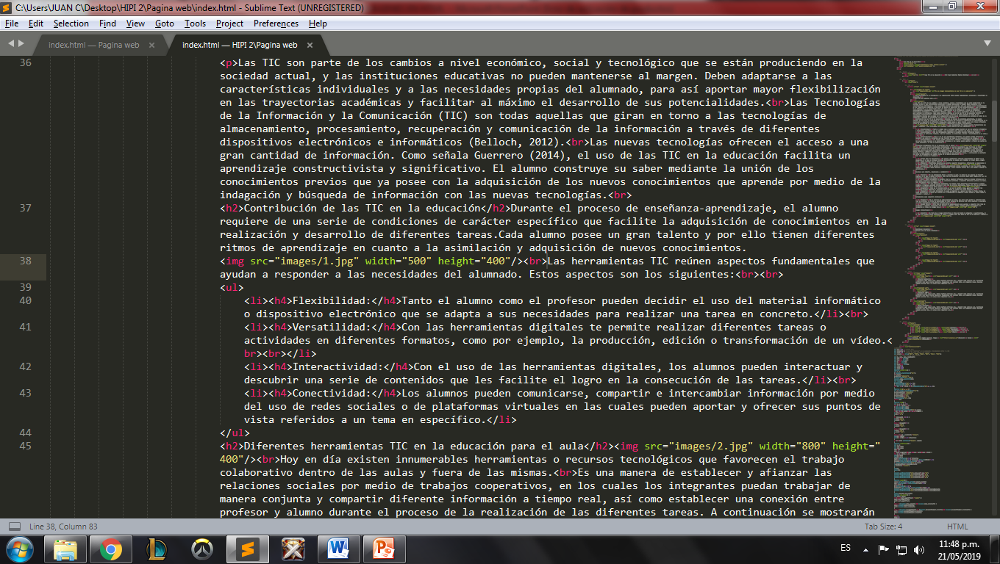 C:\Users\JUAN C\Desktop\HIPI 2\Pagina web\index.html - Sublime Text (UNREGISTERED)
File Edit Selection Find View Goto Tools Project Preferences Help
index.html — Pagina web × index.html — HIPI 2\Pagina web ×
36 <p>Las TIC son parte de los cambios a nivel económico, social y tecnológico que se están produciendo en la
sociedad actual, y las instituciones educativas no pueden mantenerse al margen. Deben adaptarse a las
características individuales y a las necesidades propias del alumnado, para así aportar mayor flexibilización
en las trayectorias académicas y facilitar al máximo el desarrollo de sus potencialidades.<br>Las Tecnologías
de la Información y la Comunicación (TIC) son todas aquellas que giran en torno a las tecnologías de
almacenamiento, procesamiento, recuperación y comunicación de la información a través de diferentes
dispositivos electrónicos e informáticos (Belloch, 2012).<br>Las nuevas tecnologías ofrecen el acceso a una
gran cantidad de información. Como señala Guerrero (2014), el uso de las TIC en la educación facilita un
aprendizaje constructivista y significativo. El alumno construye su saber mediante la unión de los
conocimientos previos que ya posee con la adquisición de los nuevos conocimientos que aprende por medio de la
indagación y búsqueda de información con las nuevas tecnologías.<br>
37 <h2>Contribución de las TIC en la educación</h2>Durante el proceso de enseñanza-aprendizaje, el alumno
requiere de una serie de condiciones de carácter específico que facilite la adquisición de conocimientos en la
realización y desarrollo de diferentes tareas.Cada alumno posee un gran talento y por ello tienen diferentes
ritmos de aprendizaje en cuanto a la asimilación y adquisición de nuevos conocimientos.
38 <img src="images/1.jpg" width="500" height="400"/><br>Las herramientas TIC reúnen aspectos fundamentales que
ayudan a responder a las necesidades del alumnado. Estos aspectos son los siguientes:<br><br>
39 <ul>
40 <li><h4>Flexibilidad:</h4>Tanto el alumno como el profesor pueden decidir el uso del material informático
o dispositivo electrónico que se adapta a sus necesidades para realizar una tarea en concreto.</li><br>
41 <li><h4>Versatilidad:</h4>Con las herramientas digitales te permite realizar diferentes tareas o
actividades en diferentes formatos, como por ejemplo, la producción, edición o transformación de un vídeo.<
br><br></li>
42 <li><h4>Interactividad:</h4>Con el uso de las herramientas digitales, los alumnos pueden interactuar y
descubrir una serie de contenidos que les facilite el logro en la consecución de las tareas.</li><br>
43 <li><h4>Conectividad:</h4>Los alumnos pueden comunicarse, compartir e intercambiar información por medio
del uso de redes sociales o de plataformas virtuales en las cuales pueden aportar y ofrecer sus puntos de
vista referidos a un tema en específico.</li>
44 </ul>
45 <h2>Diferentes herramientas TIC en la educación para el aula</h2><img src="images/2.jpg" width="800" height="
400"/><br>Hoy en día existen innumerables herramientas o recursos tecnológicos que favorecen el trabajo
colaborativo dentro de las aulas y fuera de las mismas.<br>Es una manera de establecer y afianzar las
relaciones sociales por medio de trabajos cooperativos, en los cuales los integrantes puedan trabajar de
manera conjunta y compartir diferente información a tiempo real, así como establecer una conexión entre
profesor y alumno durante el proceso de la realización de las diferentes tareas. A continuación se mostrarán
Line 38, Column 83 Tab Size: 4 HTML
ES 11:48 p.m.
21/05/2019